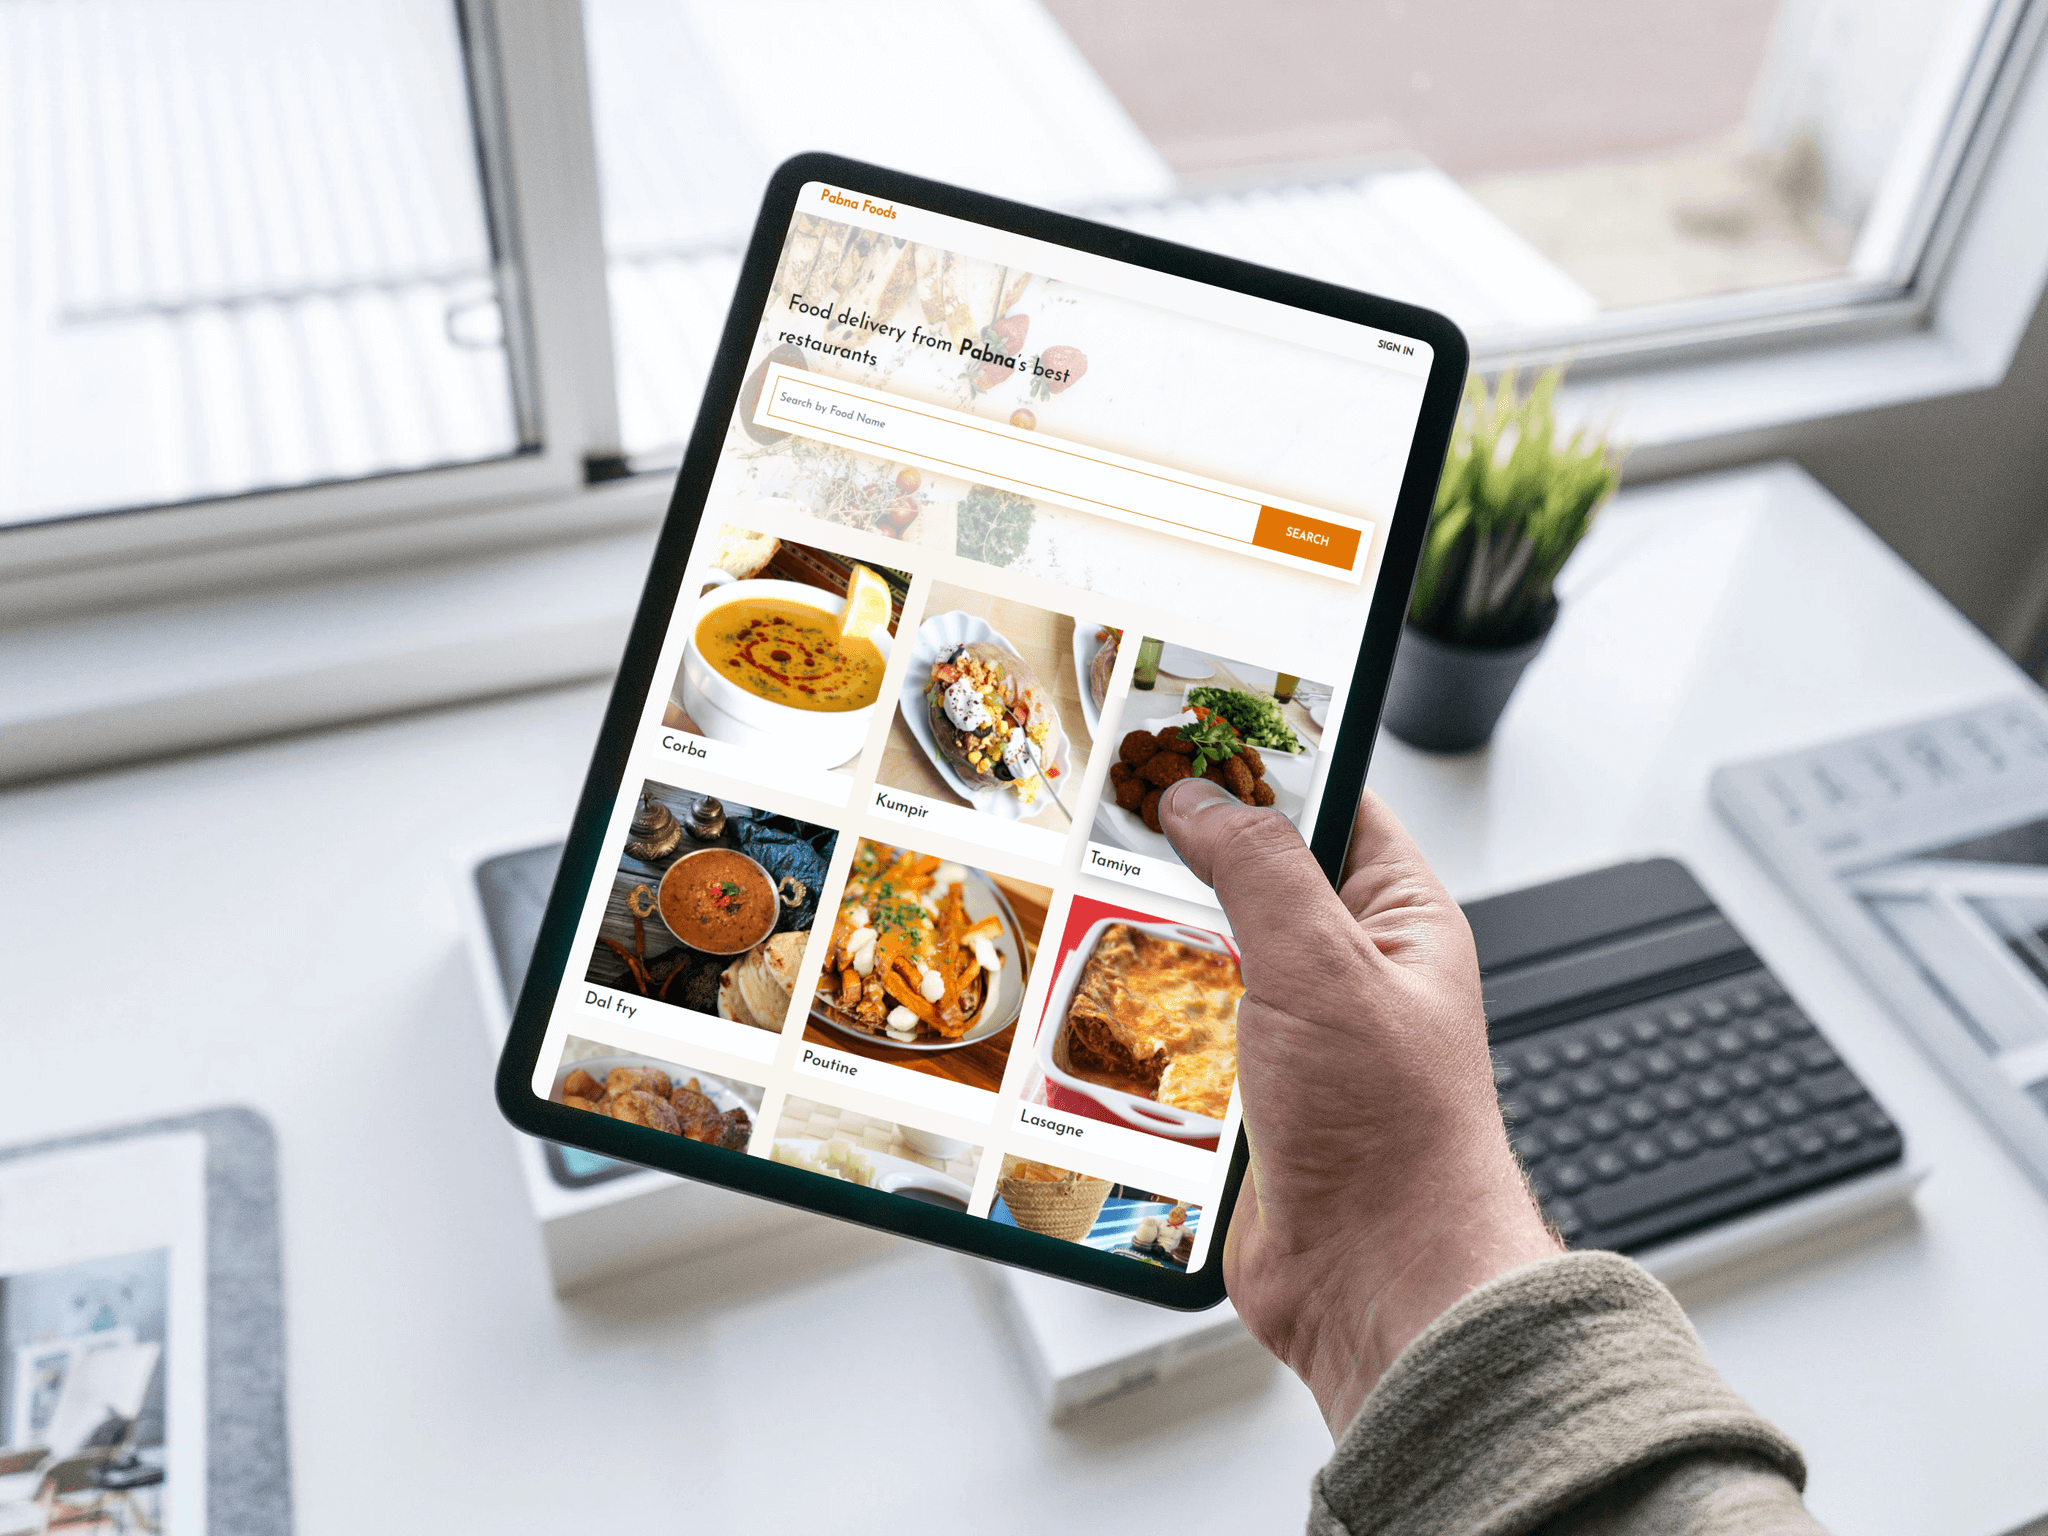 Pabna Foods
SIGN IN
Food delivery from Pabna's best
restaurants
Search by Food Name
SEARCH
Corba
Kumpir
Tamiya
Dal fry
Poutine
Lasagne